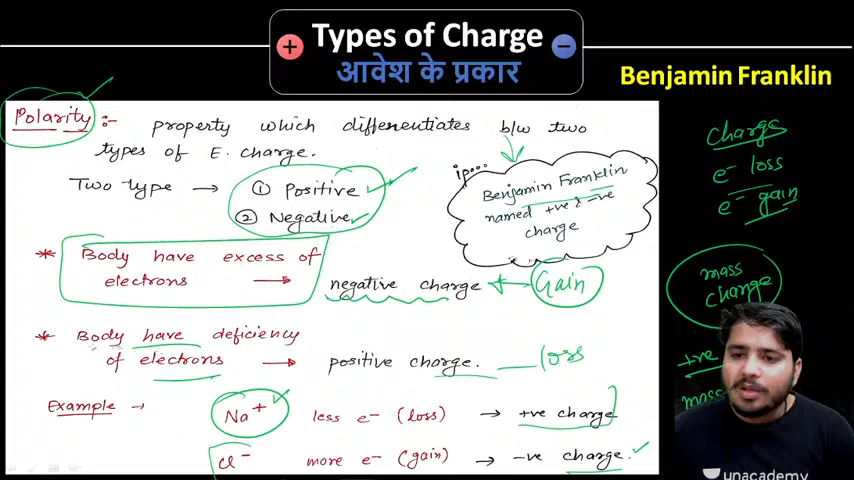 Types of Charge
आवेश के प्रकार
Benjamin Franklin
Polarity :- property which differentiates b/w two
types of E. charge.
Two type → ① Positive
② Negative
ip...
Benjamin Franklin
named +ve & -ve
charge
* Body have excess of
electrons → negative charge ← Gain
* Body have deficiency
of electrons → positive charge. loss
Example → Na+ less e- (loss) → +ve charge
Cl- more e- (gain) → -ve charge.
Charge
e- loss
e- gain
mass
charge
+ve
mass
unacademy